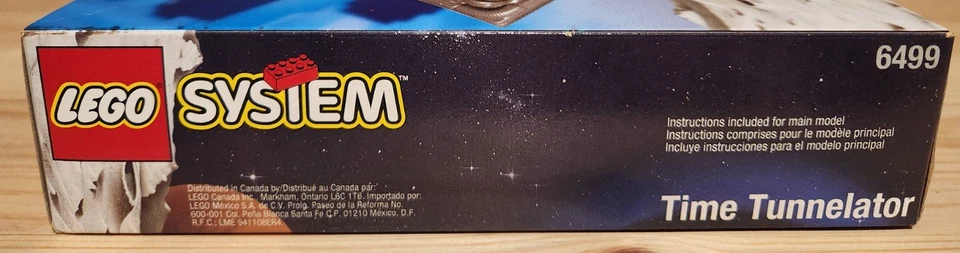 LEGO
SYSTEM™
6499
Instructions included for main model
Instructions comprises pour le modèle principal
Incluye instrucciones para el modelo principal
Distributed in Canada by/Distribué au Canada par:
LEGO Canada Inc., Markham, Ontario L6C 1T6. Importado por:
LEGO México S.A. de C.V. Prolg. Paseo de la Reforma No.
600-001 Col. Peña Blanca Santa Fe C.P. 01210 México, D.F.
R.F.C.: LME 941108ER4.
Time Tunnelator